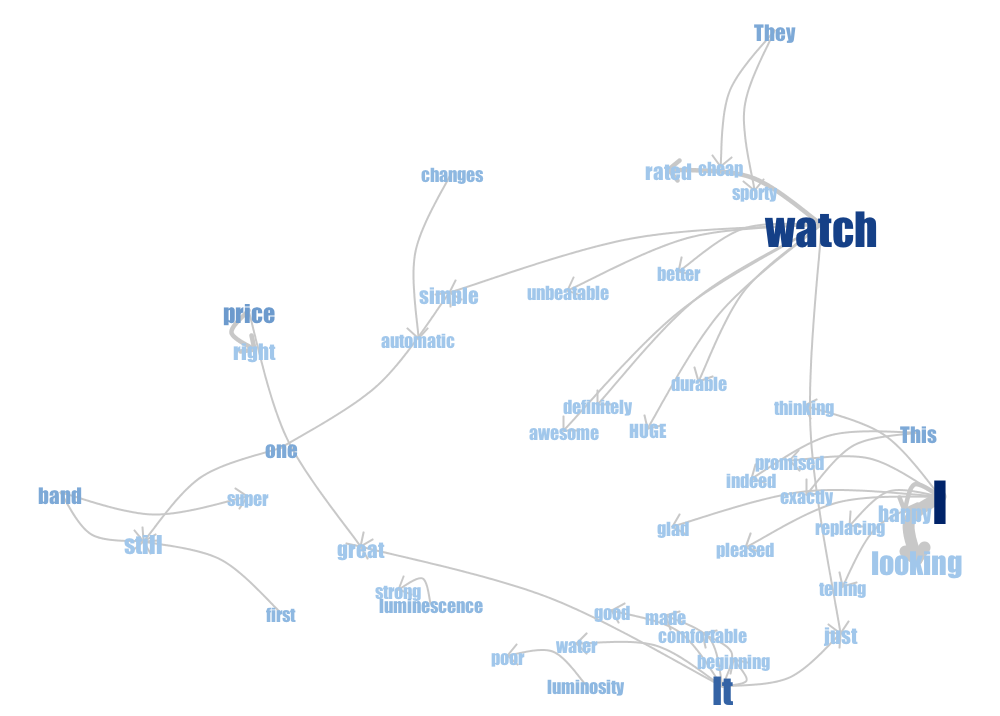 They
rated cheap
changes
sporty
watch
better
unbeatable
simple
price
automatic
right
durable
definitely
thinking
awesome
HUGE
This
one
promised
indeed
band
super
exactly
I
happy
glad
replacing
still
great
pleased
looking
strong
telling
luminescence
first
good
made
just
comfortable
water
pour
beginning
luminosity
It